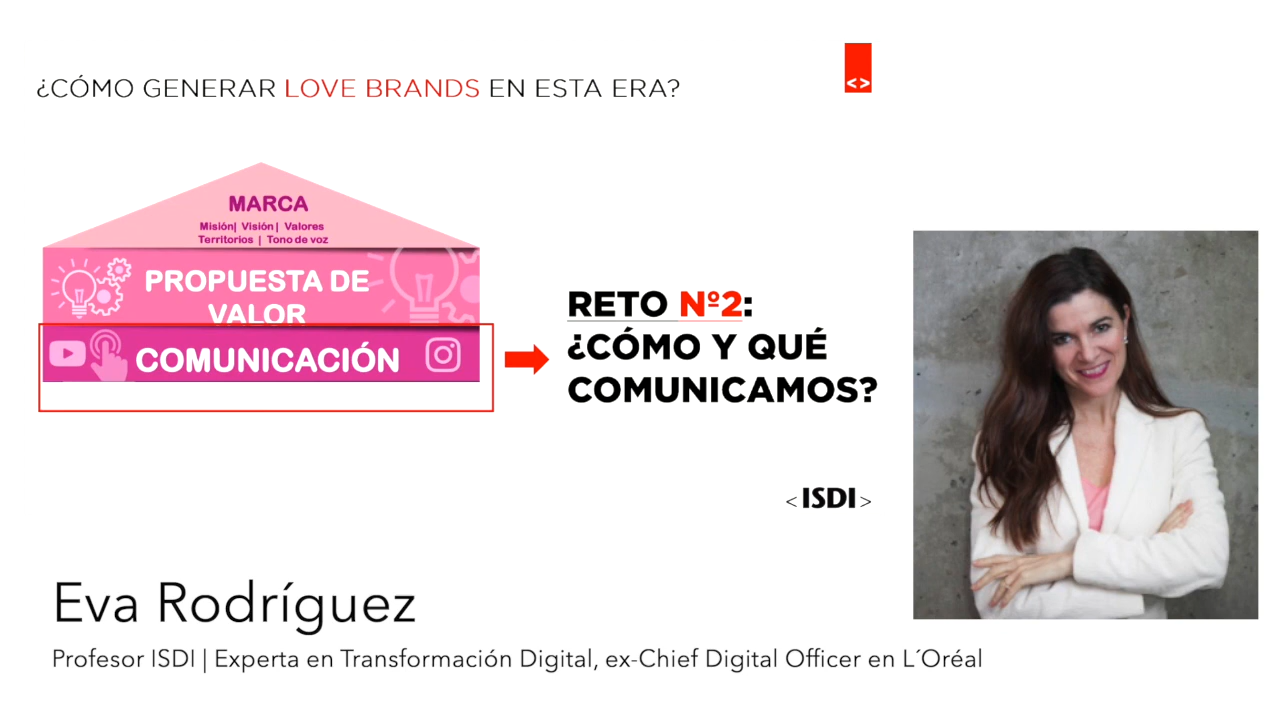 ¿CÓMO GENERAR LOVE BRANDS EN ESTA ERA?
<>
MARCA
Misión| Visión| Valores
Territorios | Tono de voz
PROPUESTA DE
VALOR
COMUNICACIÓN
RETO Nº2:
¿CÓMO Y QUÉ
COMUNICAMOS?
<ISDI>
Eva Rodríguez
Profesor ISDI | Experta en Transformación Digital, ex-Chief Digital Officer en L´Oréal